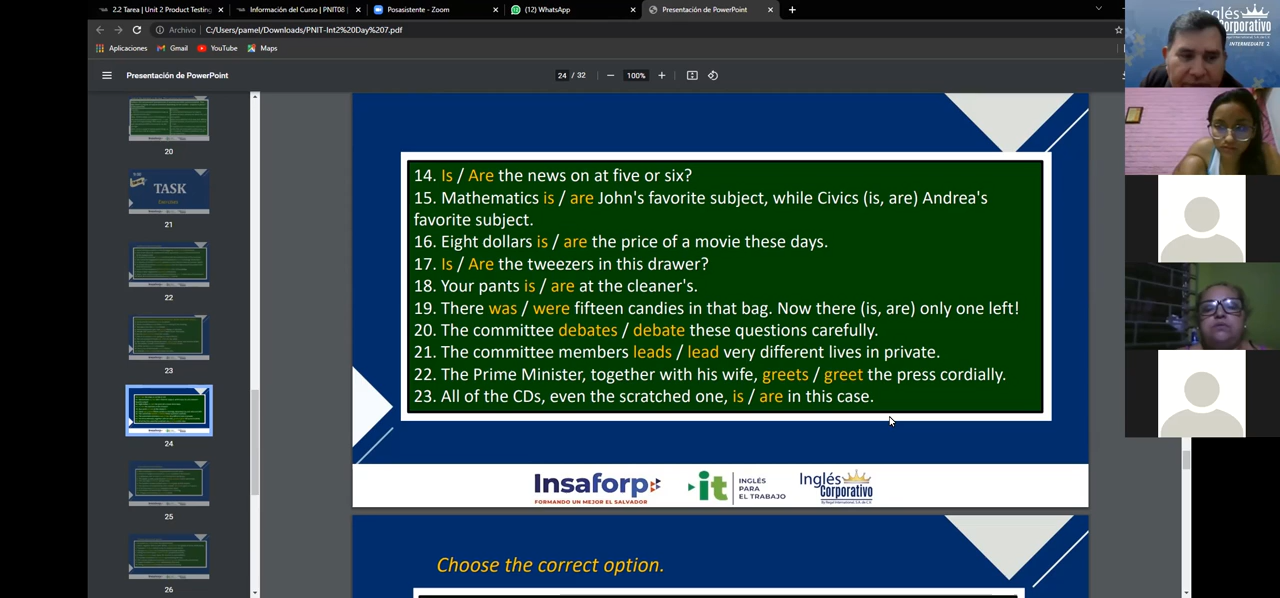 2.2 Tarea | Unit 2 Product Testing
Información del Curso | PNIT08 |
Posasistente - Zoom
(12) WhatsApp
Presentación de PowerPoint
Archivo
C:/Users/pamel/Downloads/PNIT-Int2%20Day%207.pdf
Aplicaciones
Gmail
YouTube
Maps
Presentación de PowerPoint
24 / 32
100%
20
TASK
21
22
23
24
25
26
14. Is / Are the news on at five or six?
15. Mathematics is / are John's favorite subject, while Civics (is, are) Andrea's
favorite subject.
16. Eight dollars is / are the price of a movie these days.
17. Is / Are the tweezers in this drawer?
18. Your pants is / are at the cleaner's.
19. There was / were fifteen candies in that bag. Now there (is, are) only one left!
20. The committee debates / debate these questions carefully.
21. The committee members leads / lead very different lives in private.
22. The Prime Minister, together with his wife, greets / greet the press cordially.
23. All of the CDs, even the scratched one, is / are in this case.
Insaforp
FORMANDO UN MEJOR EL SALVADOR
it
INGLÉS
PARA
EL TRABAJO
Inglés
Corporativo
Choose the correct option.
Inglés
Corporativo
INTERMEDIATE 2